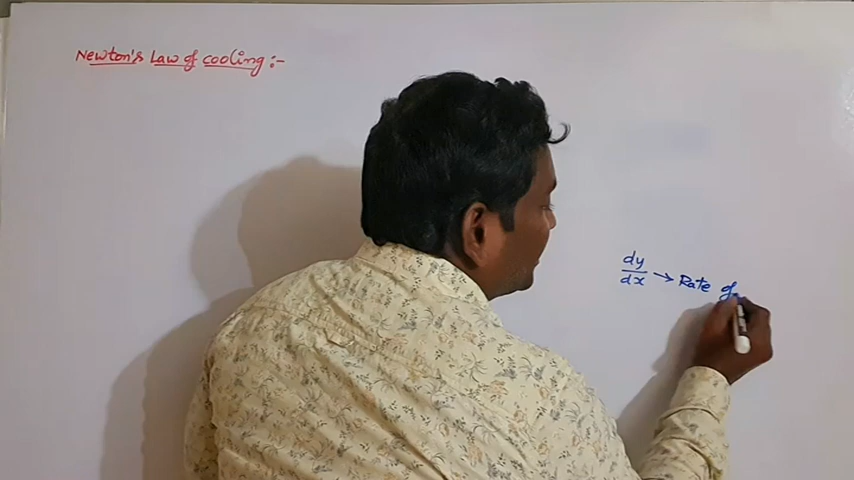 Newton's Law of cooling :-
dy/dx → Rate of